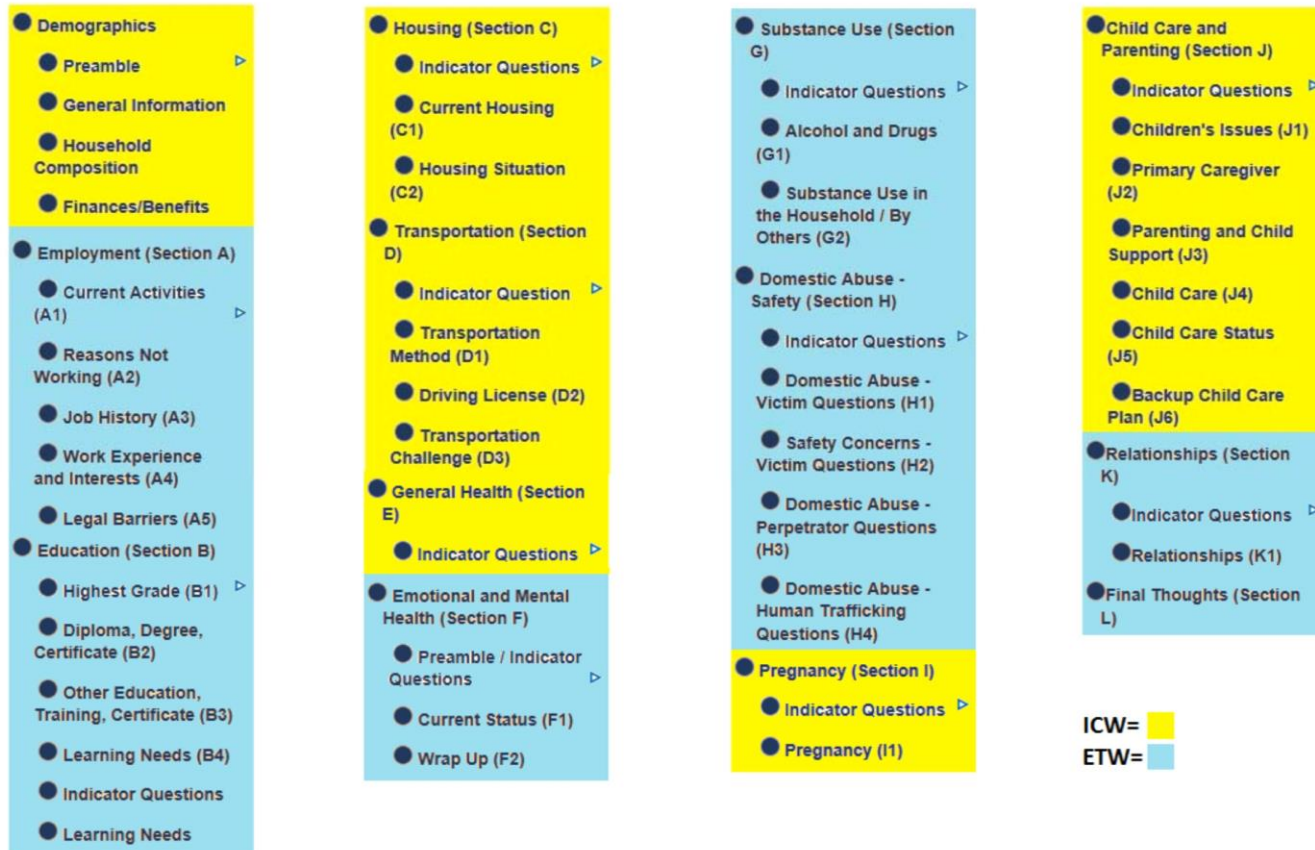 Demographics
Preamble
General Information
Household
Composition
Finances/Benefits
Employment (Section A)
Current Activities
(A1)
Reasons Not
Working (A2)
Job History (A3)
Work Experience
and Interests (A4)
Legal Barriers (A5)
Education (Section B)
Highest Grade (B1)
Diploma, Degree,
Certificate (B2)
Other Education,
Training, Certificate (B3)
Learning Needs (B4)
Indicator Questions
Learning Needs
Housing (Section C)
Indicator Questions
Current Housing
(C1)
Housing Situation
(C2)
Transportation (Section
D)
Indicator Question
Transportation
Method (D1)
Driving License (D2)
Transportation
Challenge (D3)
General Health (Section
E)
Indicator Questions
Emotional and Mental
Health (Section F)
Preamble / Indicator
Questions
Current Status (F1)
Wrap Up (F2)
Substance Use (Section
G)
Indicator Questions
Alcohol and Drugs
(G1)
Substance Use in
the Household / By
Others (G2)
Domestic Abuse -
Safety (Section H)
Indicator Questions
Domestic Abuse -
Victim Questions (H1)
Safety Concerns -
Victim Questions (H2)
Domestic Abuse -
Perpetrator Questions
(H3)
Domestic Abuse -
Human Trafficking
Questions (H4)
Pregnancy (Section I)
Indicator Questions
Pregnancy (I1)
Child Care and
Parenting (Section J)
Indicator Questions
Children's Issues (J1)
Primary Caregiver
(J2)
Parenting and Child
Support (J3)
Child Care (J4)
Child Care Status
(J5)
Backup Child Care
Plan (J6)
Relationships (Section
K)
Indicator Questions
Relationships (K1)
Final Thoughts (Section
L)
ICW=
ETW=